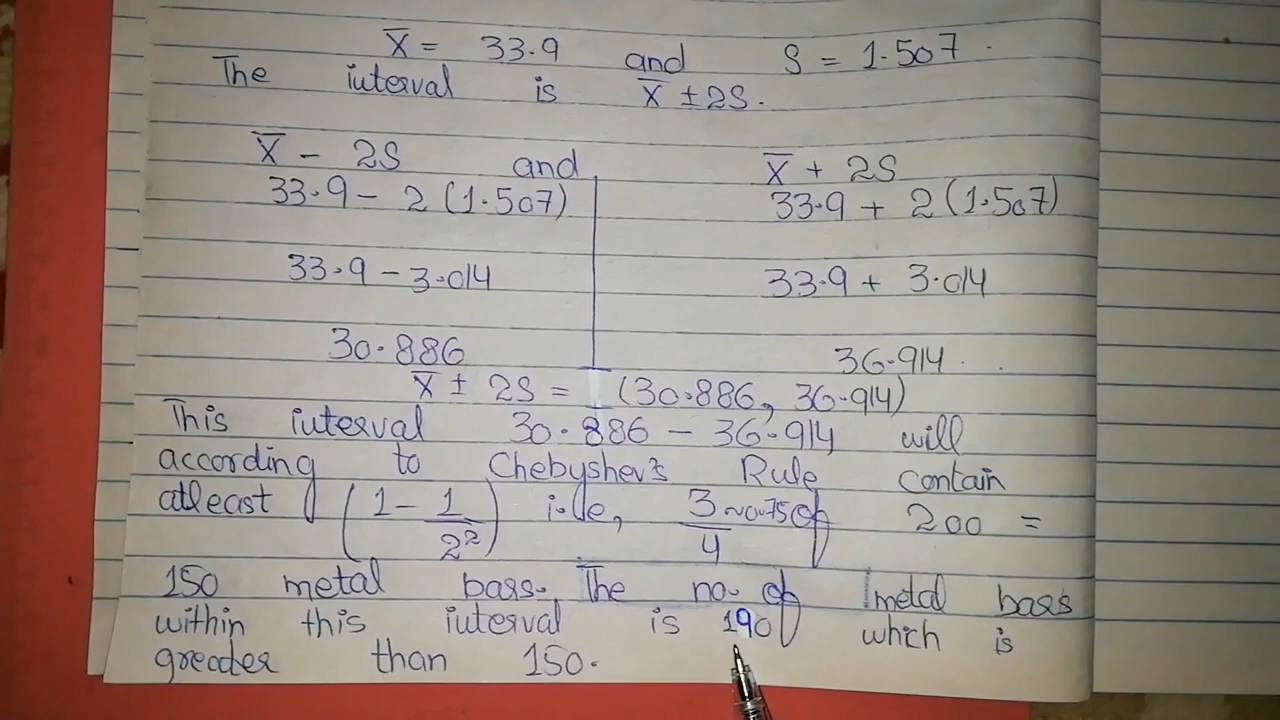 X̅ = 33.9 and S = 1.507.
The interval is X̅ ± 2S.
X̅ - 2S and X̅ + 2S
33.9 - 2 (1.507) 33.9 + 2 (1.507)
33.9 - 3.014 33.9 + 3.014
30.886 36.914.
X̅ ± 2S = (30.886, 36.914)
This interval 30.886 - 36.914 will
according to Chebyshev's Rule contain
atleast (1 - 1/2²) i.e, 3/4 ~0.75 of 200 =
150 metal bars. The no. of metal bars
within this interval is 190 which is
greater than 150.